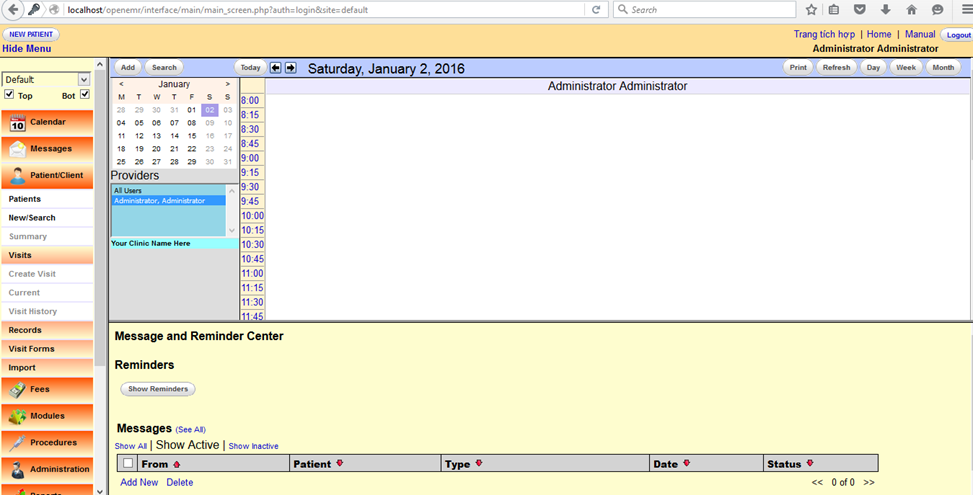 localhost/openemr/interface/main/main_screen.php?auth=login&site=default
Search
NEW PATIENT
Hide Menu
Trang tích hợp | Home | Manual Logout
Administrator Administrator
Default
Top Bot
Calendar
Messages
Patient/Client
Patients
New/Search
Summary
Visits
Create Visit
Current
Visit History
Records
Visit Forms
Import
Fees
Modules
Procedures
Administration
Add Search Today Saturday, January 2, 2016 Print Refresh Day Week Month
< January >
M T W T F S S
28 29 30 31 01 02 03
04 05 06 07 08 09 10
11 12 13 14 15 16 17
18 19 20 21 22 23 24
25 26 27 28 29 30 31
Providers
All Users
Administrator, Administrator
Your Clinic Name Here
Administrator Administrator
8:00
8:15
8:30
8:45
9:00
9:15
9:30
9:45
10:00
10:15
10:30
10:45
11:00
11:15
11:30
11:45
Message and Reminder Center
Reminders
Show Reminders
Messages (See All)
Show All | Show Active | Show Inactive
From Patient Type Date Status
Add New Delete << 0 of 0 >>